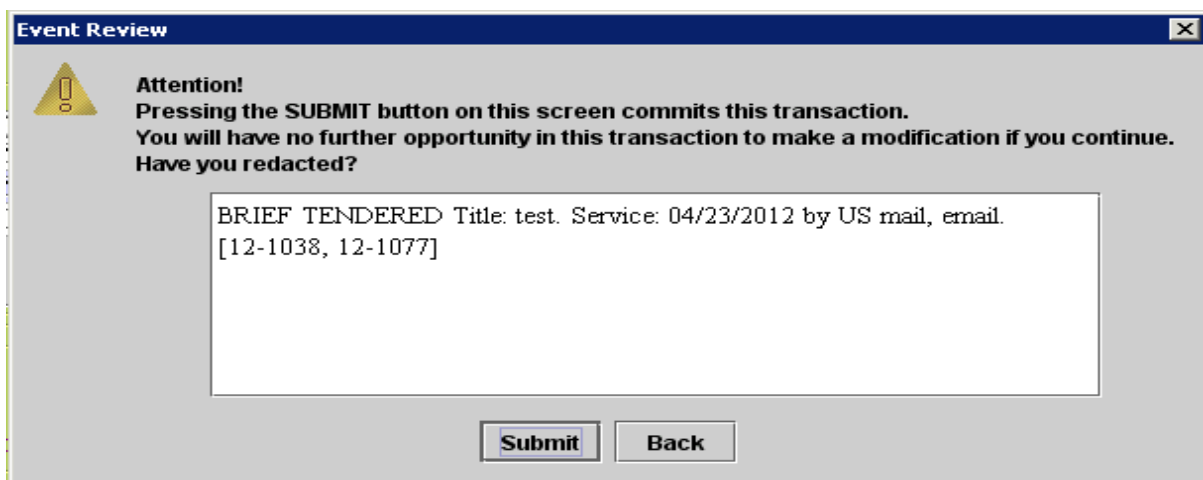 Event Review
Attention!
Pressing the SUBMIT button on this screen commits this transaction.
You will have no further opportunity in this transaction to make a modification if you continue.
Have you redacted?
BRIEF TENDERED Title: test. Service: 04/23/2012 by US mail, email.
[12-1038, 12-1077]
Submit Back